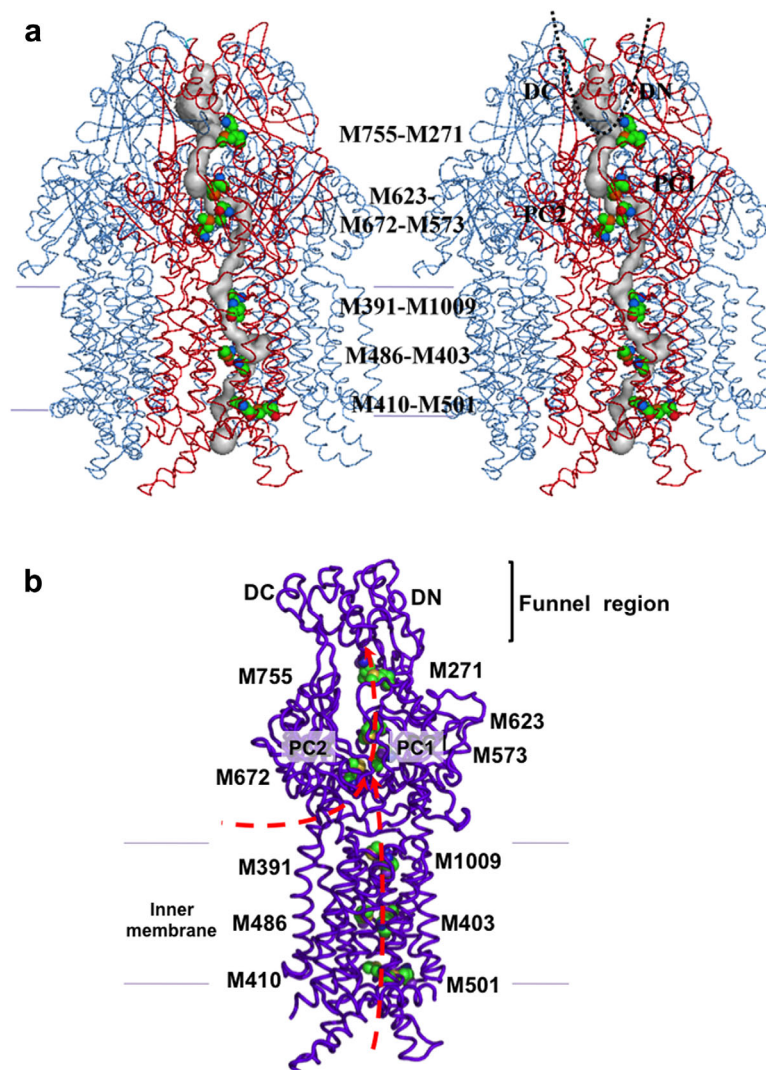 a
DC
DN
M755-M271
M623-
M672-M573
PC1
PC2
M391-M1009
M486-M403
M410-M501
b
DC
DN
Funnel region
M755
M271
M623
PC2
PC1
M573
M672
M391
M1009
Inner
membrane
M486
M403
M410
M501